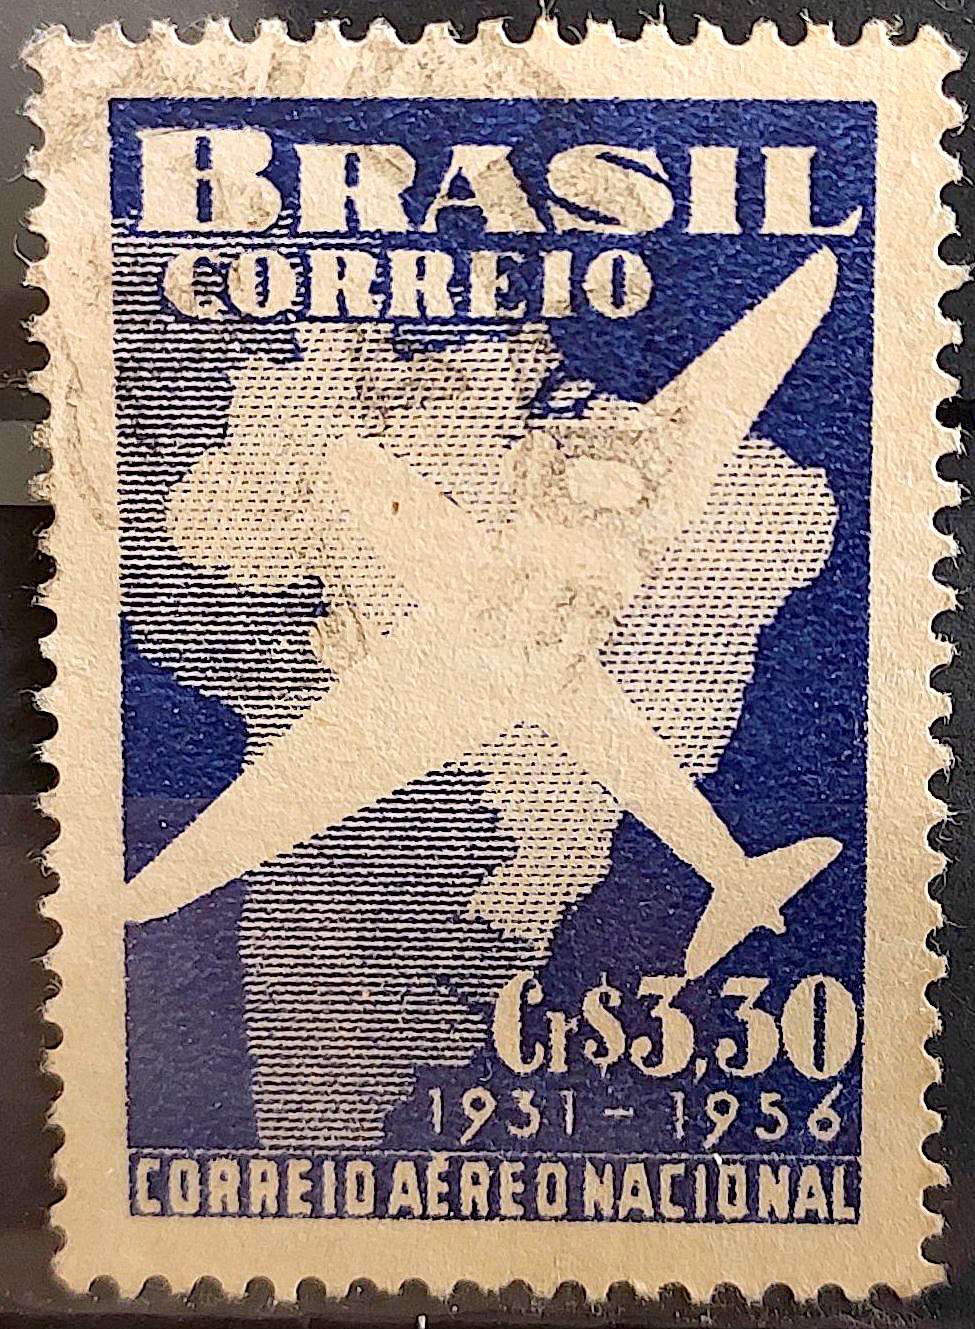 BRASIL
CORREIO
Cr$3,30
1931 - 1956
CORREIO AÉREO NACIONAL